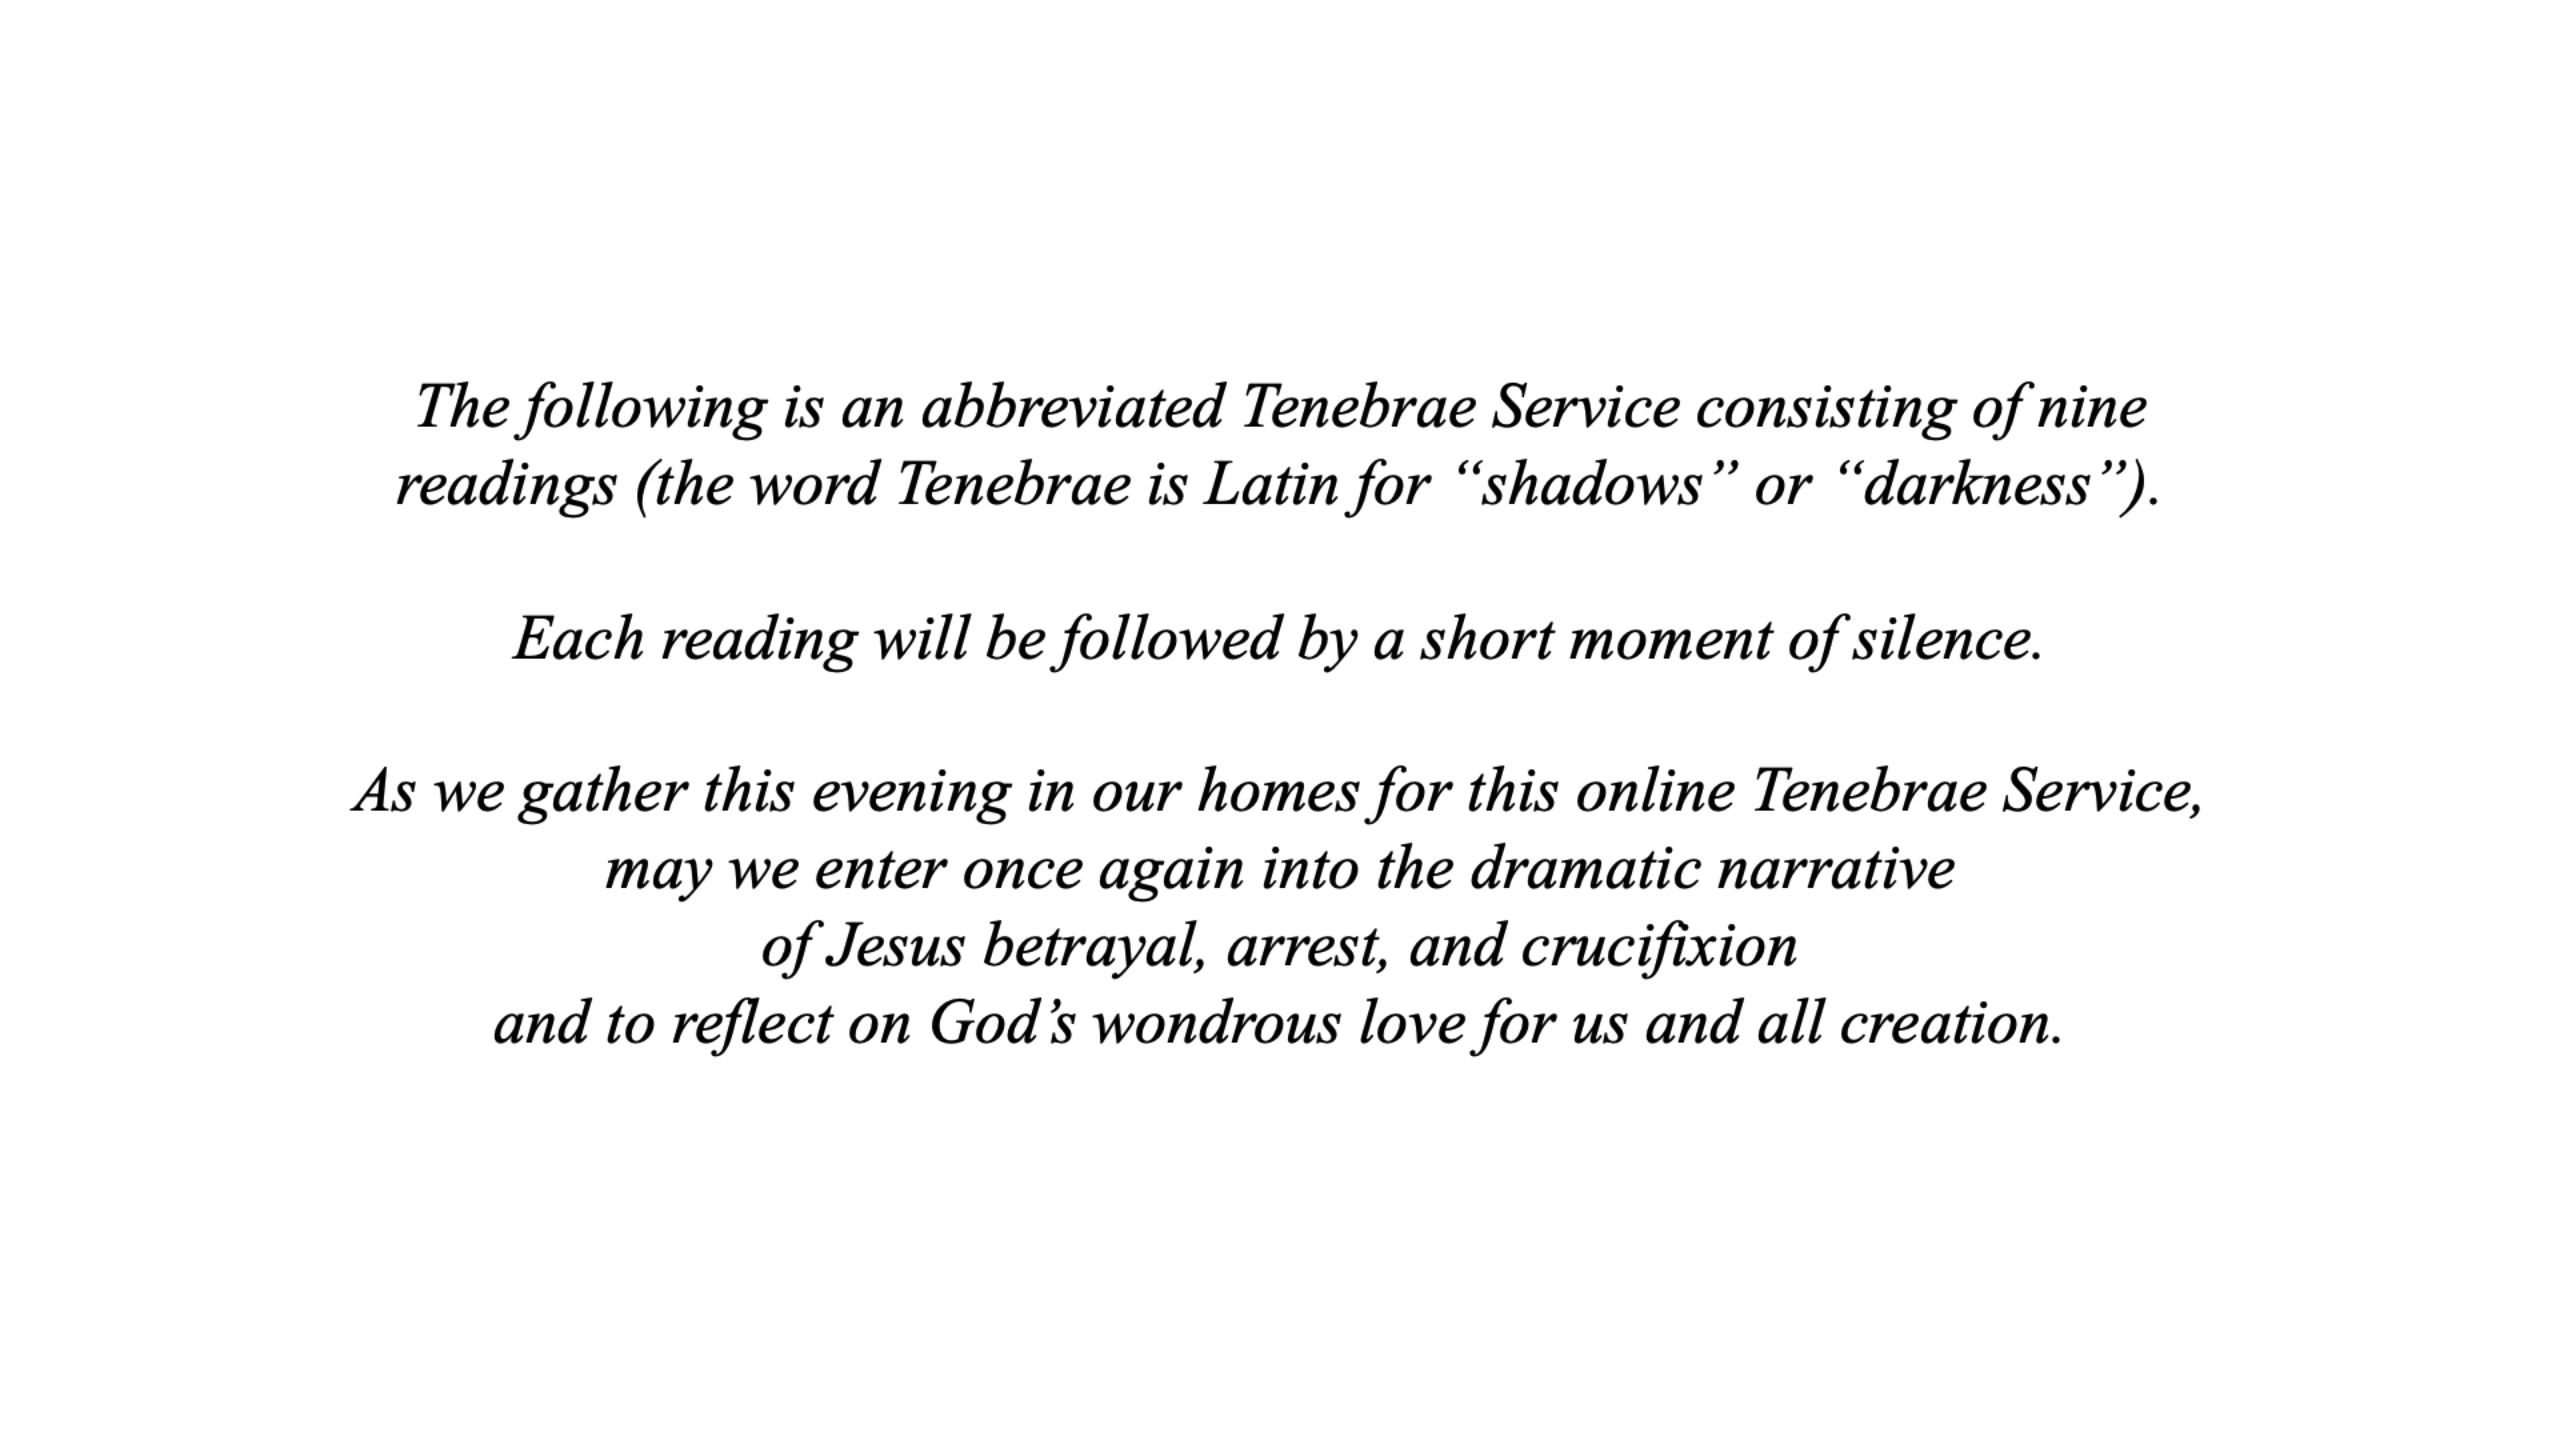 The following is an abbreviated Tenebrae Service consisting of nine
readings (the word Tenebrae is Latin for “shadows” or “darkness”).
Each reading will be followed by a short moment of silence.
As we gather this evening in our homes for this online Tenebrae Service,
may we enter once again into the dramatic narrative
of Jesus betrayal, arrest, and crucifixion
and to reflect on God’s wondrous love for us and all creation.